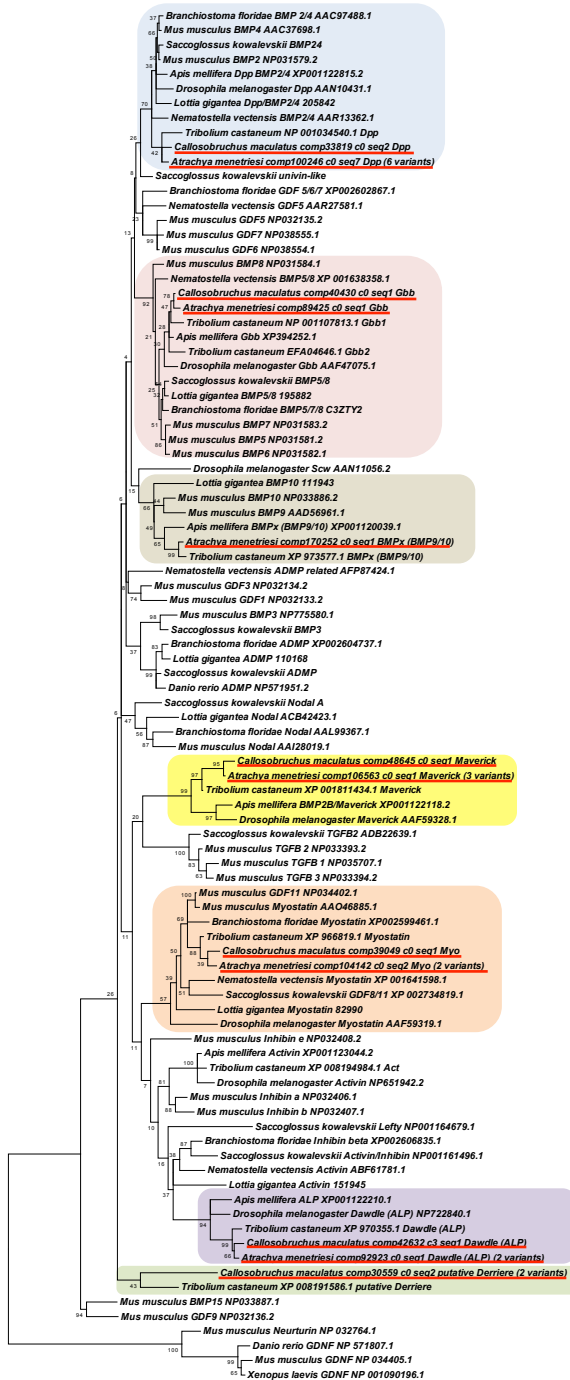 Branchiostoma floridae BMP 2/4 AAC97488.1
Mus musculus BMP4 AAC37698.1
Saccoglossus kowalevskii BMP24
Mus musculus BMP2 NP031579.2
Apis mellifera Dpp BMP2/4 XP001122815.2
Drosophila melanogaster Dpp AAN10431.1
Lottia gigantea Dpp/BMP2/4 205842
Nematostella vectensis BMP2/4 AAR13362.1
Tribolium castaneum NP 001034540.1 Dpp
Callosobruchus maculatus comp33819 c0 seq2 Dpp
Atrachya menetriesi comp100246 c0 seq7 Dpp (6 variants)
Saccoglossus kowalevskii univin-like
Branchiostoma floridae GDF 5/6/7 XP002602867.1
Nematostella vectensis GDF5 AAR27581.1
Mus musculus GDF5 NP032135.2
Mus musculus GDF7 NP038555.1
Mus musculus GDF6 NP038554.1
Mus musculus BMP8 NP031584.1
Nematostella vectensis BMP5/8 XP 001638358.1
Callosobruchus maculatus comp40430 c0 seq1 Gbb
Atrachya menetriesi comp89425 c0 seq1 Gbb
Tribolium castaneum NP 001107813.1 Gbb1
Apis mellifera Gbb XP394252.1
Tribolium castaneum EFA04646.1 Gbb2
Drosophila melanogaster Gbb AAF47075.1
Saccoglossus kowalevskii BMP5/8
Lottia gigantea BMP5/8 195882
Branchiostoma floridae BMP5/7/8 C3ZTY2
Mus musculus BMP7 NP031583.2
Mus musculus BMP5 NP031581.2
Mus musculus BMP6 NP031582.1
Drosophila melanogaster Scw AAN11056.2
Lottia gigantea BMP10 111943
Mus musculus BMP10 NP033886.2
Mus musculus BMP9 AAD56961.1
Apis mellifera BMPx (BMP9/10) XP001120039.1
Atrachya menetriesi comp170252 c0 seq1 BMPx (BMP9/10)
Tribolium castaneum XP 973577.1 BMPx (BMP9/10)
Nematostella vectensis ADMP related AFP87424.1
Mus musculus GDF3 NP032134.2
Mus musculus GDF1 NP032133.2
Mus musculus BMP3 NP775580.1
Saccoglossus kowalevskii BMP3
Branchiostoma floridae ADMP XP002604737.1
Lottia gigantea ADMP 110168
Saccoglossus kowalevskii ADMP
Danio rerio ADMP NP571951.2
Saccoglossus kowalevskii Nodal A
Lottia gigantea Nodal ACB42423.1
Branchiostoma floridae Nodal AAL99367.1
Mus musculus Nodal AAI28019.1
Callosobruchus maculatus comp48645 c0 seq1 Maverick
Atrachya menetriesi comp106563 c0 seq1 Maverick (3 variants)
Tribolium castaneum XP 001811434.1 Maverick
Apis mellifera BMP2B/Maverick XP001122118.2
Drosophila melanogaster Maverick AAF59328.1
Saccoglossus kowalevskii TGFB2 ADB22639.1
Mus musculus TGFB 2 NP033393.2
Mus musculus TGFB 1 NP035707.1
Mus musculus TGFB 3 NP033394.2
Mus musculus GDF11 NP034402.1
Mus musculus Myostatin AAO46885.1
Branchiostoma floridae Myostatin XP002599461.1
Tribolium castaneum XP 966819.1 Myostatin
Callosobruchus maculatus comp39049 c0 seq1 Myo
Atrachya menetriesi comp104142 c0 seq2 Myo (2 variants)
Nematostella vectensis Myostatin XP 001641598.1
Saccoglossus kowalevskii GDF8/11 XP 002734819.1
Lottia gigantea Myostatin 82990
Drosophila melanogaster Myostatin AAF59319.1
Mus musculus Inhibin e NP032408.2
Apis mellifera Activin XP001123044.2
Tribolium castaneum XP 008194984.1 Act
Drosophila melanogaster Activin NP651942.2
Mus musculus Inhibin a NP032406.1
Mus musculus Inhibin b NP032407.1
Saccoglossus kowalevskii Lefty NP001164679.1
Branchiostoma floridae Inhibin beta XP002606835.1
Saccoglossus kowalevskii Activin/Inhibin NP001161496.1
Nematostella vectensis Activin ABF61781.1
Lottia gigantea Activin 151945
Apis mellifera ALP XP001122210.1
Drosophila melanogaster Dawdle (ALP) NP722840.1
Tribolium castaneum XP 970355.1 Dawdle (ALP)
Callosobruchus maculatus comp42632 c3 seq1 Dawdle (ALP)
Atrachya menetriesi comp92923 c0 seq1 Dawdle (ALP) (2 variants)
Callosobruchus maculatus comp30559 c0 seq2 putative Derriere (2 variants)
Tribolium castaneum XP 008191586.1 putative Derriere
Mus musculus BMP15 NP033887.1
Mus musculus GDF9 NP032136.2
Mus musculus Neurturin NP 032764.1
Danio rerio GDNF NP 571807.1
Mus musculus GDNF NP 034405.1
Xenopus laevis GDNF NP 001090196.1